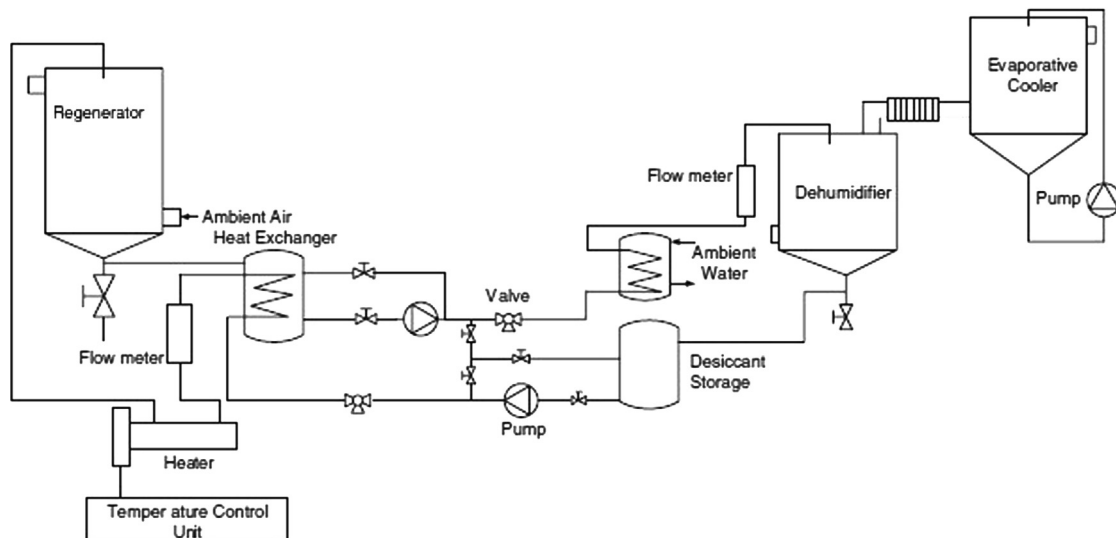 Evaporative
Cooler
Regenerator
Flow meter
Dehumidifier
Pump
Ambient Air
Heat Exchanger
Ambient
Water
Valve
Flow meter
Desiccant
Storage
Pump
Heater
Temper ature Control
Unit